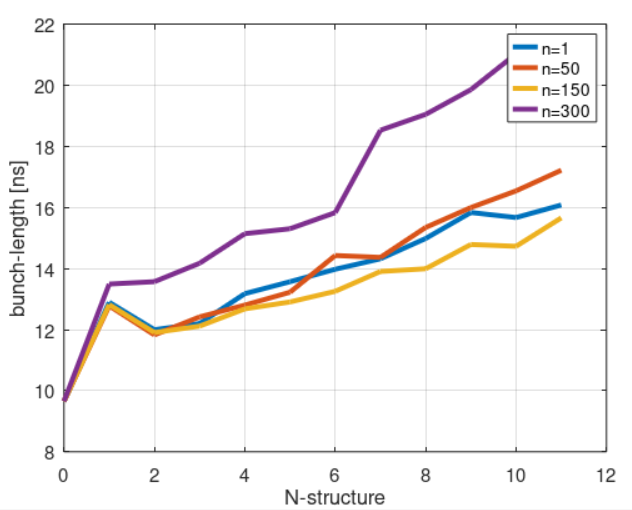 22
20
18
16
14
12
10
8
bunch-length [ns]
n=1
n=50
n=150
n=300
0 2 4 6 8 10 12
N-structure